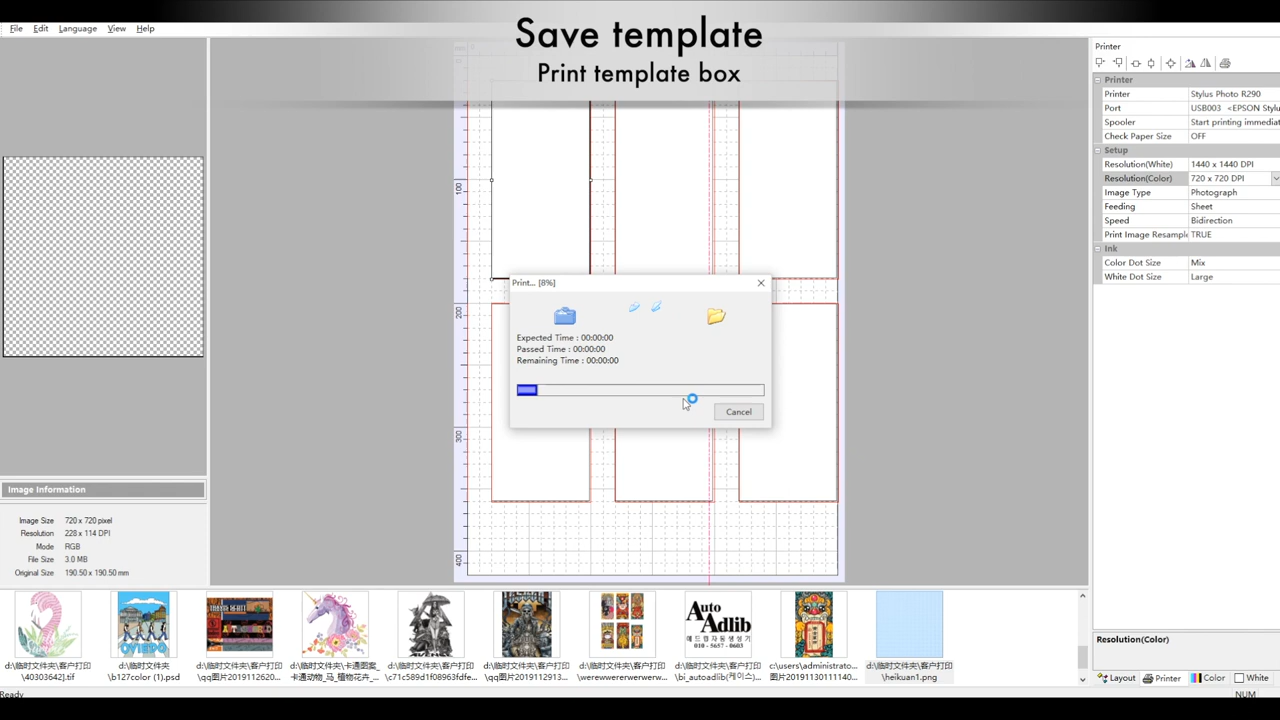 Save template
Print template box
File Edit Language View Help
100
200
300
400
Print... [8%]
Expected Time : 00:00:00
Passed Time : 00:00:00
Remaining Time : 00:00:00
Cancel
Image Information
Image Size 720 x 720 pixel
Resolution 228 x 114 DPI
Mode RGB
File Size 3.0 MB
Original Size 190.50 x 190.50 mm
Printer
Printer
Printer Stylus Photo R290
Port USB003 <EPSON Stylu
Spooler Start printing immediat
Check Paper Size OFF
Setup
Resolution(White) 1440 x 1440 DPI
Resolution(Color) 720 x 720 DPI
Image Type Photograph
Feeding Sheet
Speed Bidirection
Print Image Resample TRUE
Ink
Color Dot Size Mix
White Dot Size Large
Resolution(Color)
Layout Printer Color White
OVIEDO
Auto
Adlib
애드립자동생성기
010 - 5657 - 0603
d:\临时文件夹\客户打印
\40303642].tif
d:\临时文件夹
\b127color (1).psd
d:\临时文件夹\客户打印
\qq图片2019112620...
d:\临时文件夹\卡通图案_
卡通动物_马_植物花卉_...
d:\临时文件夹\客户打印
\c71c589d1f08963fdfe...
d:\临时文件夹\客户打印
\qq图片201912913...
d:\临时文件夹\客户打印
\werewwererwerwerw...
d:\临时文件夹\客户打印
\bi_autoadlib(케이스)...
c:\users\administrato...
图片20191130111140...
d:\临时文件夹\客户打印
\heikuan1.png
Ready
NUM